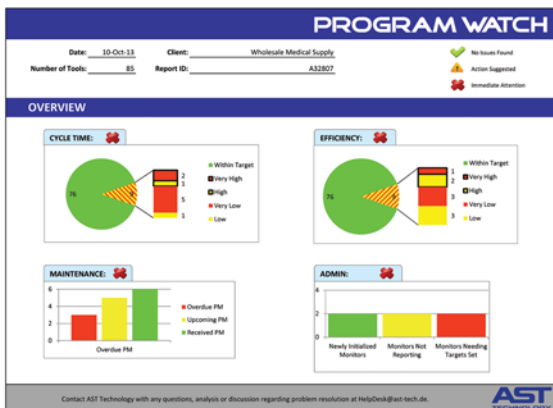 PROGRAM WATCH
Date: 10-Oct-13 Client: Wholesale Medical Supply
Number of Tools: 85 Report ID: A32807
No Issues Found
Action Suggested
Immediate Attention
OVERVIEW
CYCLE TIME:
76
9
2
1
5
1
Within Target
Very High
High
Very Low
Low
EFFICIENCY:
76
9
1
2
3
3
Within Target
Very High
High
Very Low
Low
MAINTENANCE:
6
4
2
0
Overdue PM
Overdue PM
Upcoming PM
Received PM
ADMIN:
4
2
0
Newly Initialized Monitors
Monitors Not Reporting
Monitors Needing Targets Set
Contact AST Technology with any questions, analysis or discussion regarding problem resolution at HelpDesk@ast-tech.de.
AST
TECHNOLOGY